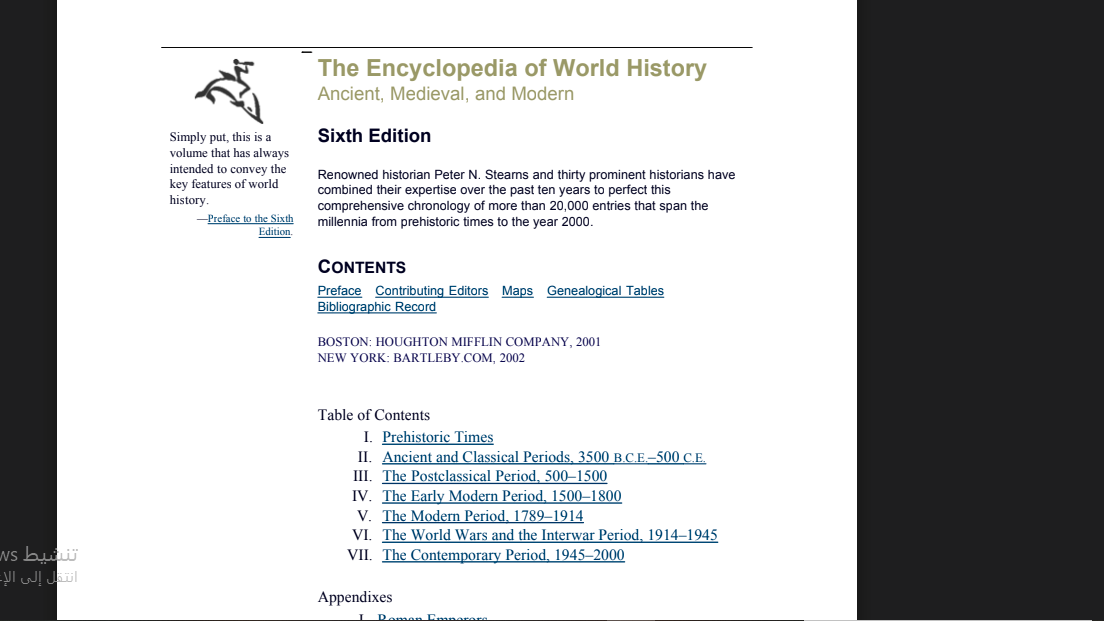 The Encyclopedia of World History
Ancient, Medieval, and Modern
Simply put, this is a
volume that has always
intended to convey the
key features of world
history.
—Preface to the Sixth
Edition.
Sixth Edition
Renowned historian Peter N. Stearns and thirty prominent historians have
combined their expertise over the past ten years to perfect this
comprehensive chronology of more than 20,000 entries that span the
millennia from prehistoric times to the year 2000.
CONTENTS
Preface Contributing Editors Maps Genealogical Tables
Bibliographic Record
BOSTON: HOUGHTON MIFFLIN COMPANY, 2001
NEW YORK: BARTLEBY.COM, 2002
Table of Contents
I. Prehistoric Times
II. Ancient and Classical Periods, 3500 B.C.E.–500 C.E.
III. The Postclassical Period, 500–1500
IV. The Early Modern Period, 1500–1800
V. The Modern Period, 1789–1914
VI. The World Wars and the Interwar Period, 1914–1945
VII. The Contemporary Period, 1945–2000
Appendixes
I. Roman Emperors
تنشيط ws
انتقل إلى